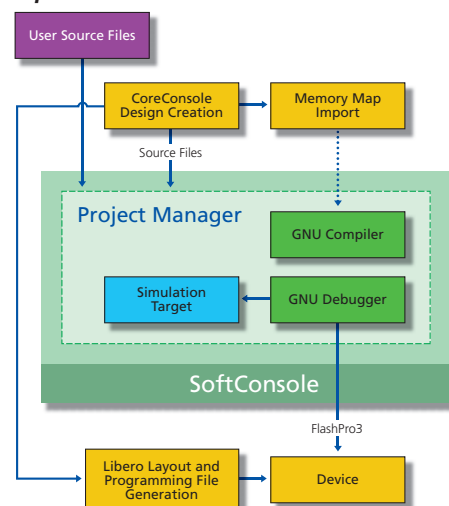 User Source Files
CoreConsole
Design Creation
Memory Map
Import
Source Files
Project Manager
GNU Compiler
Simulation
Target
GNU Debugger
SoftConsole
FlashPro3
Libero Layout and
Programming File
Generation
Device